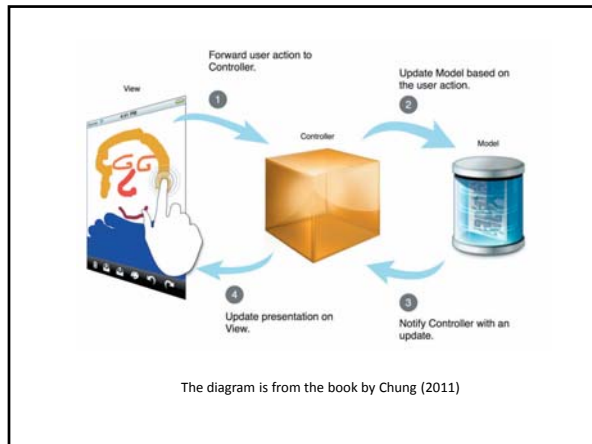 Forward user action to
Controller.
View
1
Update Model based on
the user action.
2
Controller
Model
4
Update presentation on
View.
3
Notify Controller with an
update.
The diagram is from the book by Chung (2011)